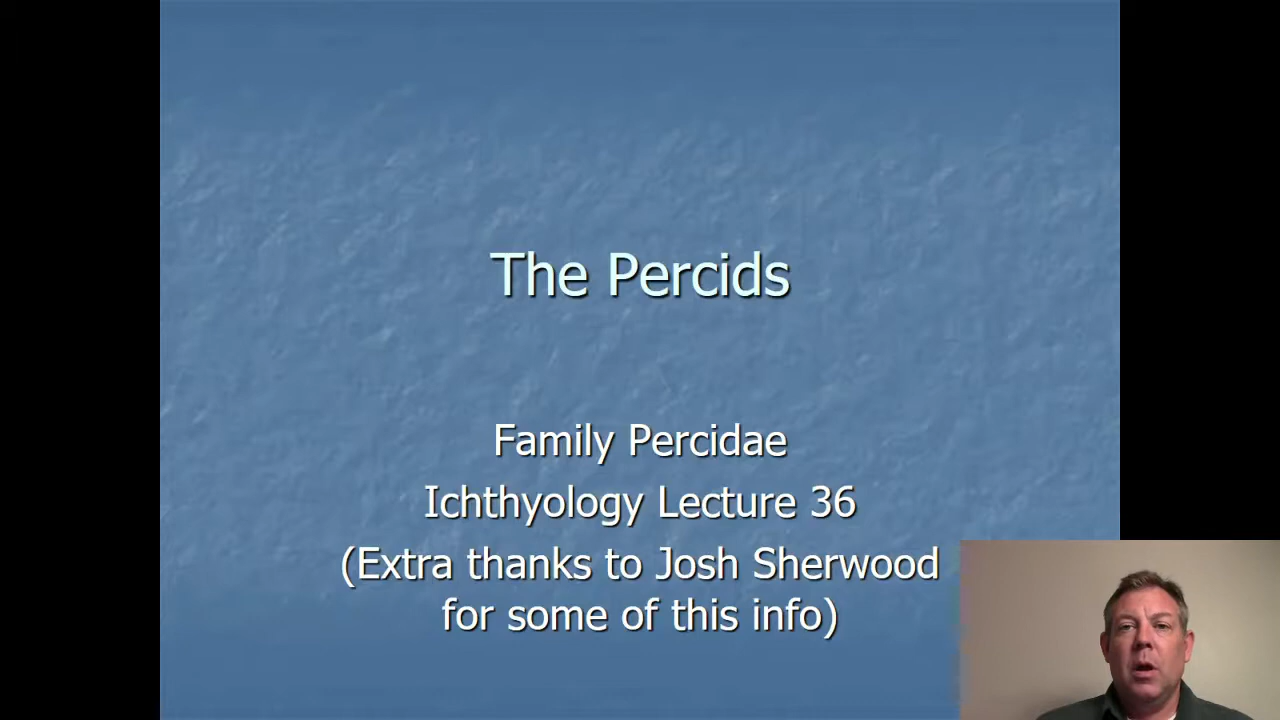 The Percids
Family Percidae
Ichthyology Lecture 36
(Extra thanks to Josh Sherwood
for some of this info)